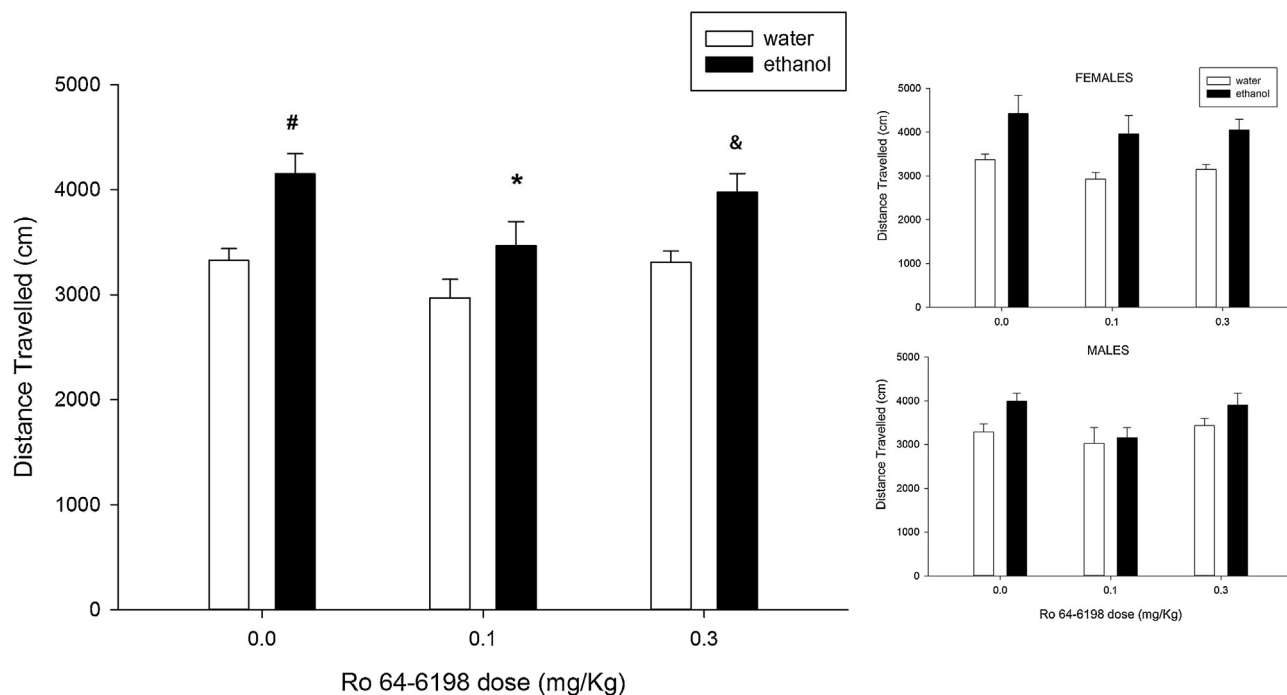 water
ethanol
5000
4000
3000
2000
1000
0
#
*
&
Distance Travelled (cm)
0.0 0.1 0.3
Ro 64-6198 dose (mg/Kg)
FEMALES
water
ethanol
5000
4000
3000
2000
1000
0
Distance Travelled (cm)
0.0 0.1 0.3
MALES
5000
4000
3000
2000
1000
0
Distance Travelled (cm)
0.0 0.1 0.3
Ro 64-6198 dose (mg/Kg)